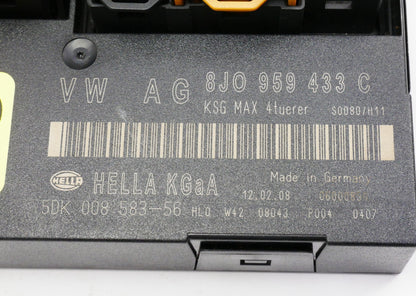 VW AG 8J0 959 433 C
KSG MAX 4tuerer S0080/H11
HELLA
HELLA KGaA
Made in Germany
12.02.08
5DK 008 583-56
HLO W42 08043 P004 0407